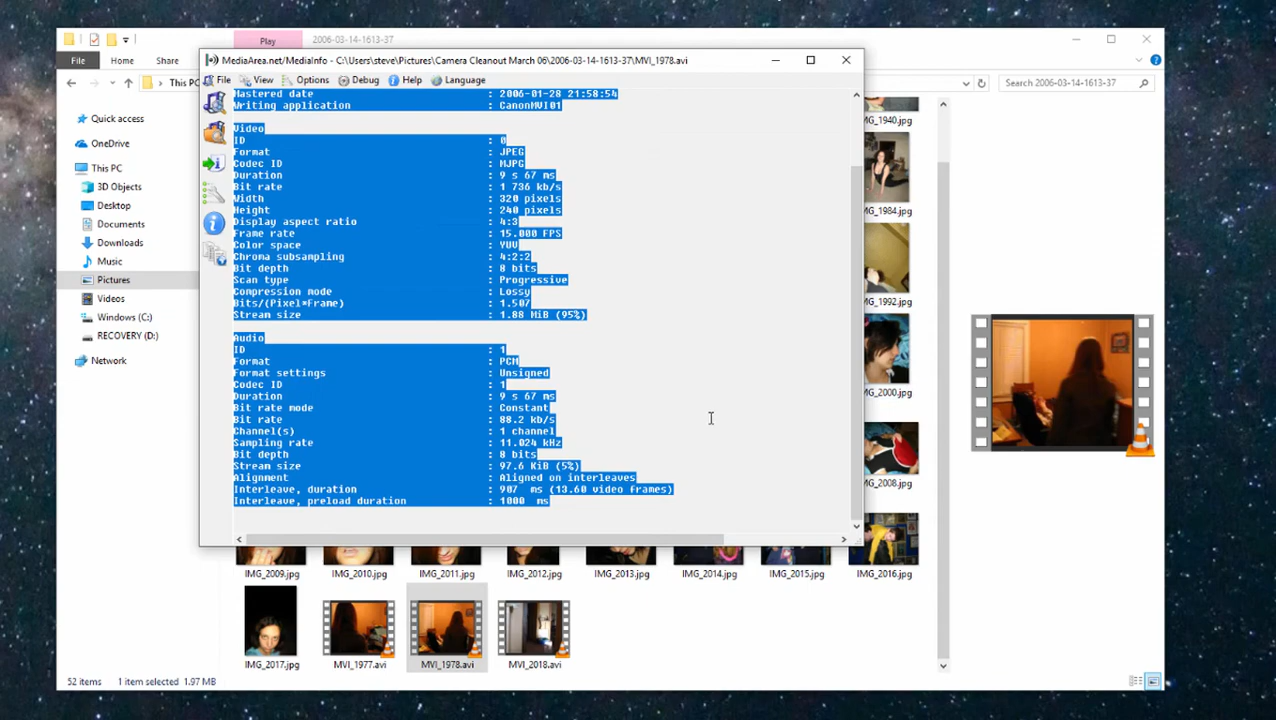 Play
2006-03-14-1613-37
File
Home
Share
This PC
Search 2006-03-14-1613-37
MediaArea.net/MediaInfo - C:\Users\steve\Pictures\Camera Cleanout March 06\2006-03-14-1613-37\MVI_1978.avi
File View Options Debug Help Language
Mastered date : 2006-01-28 21:58:54
Writing application : CanonMVI01
Video
ID : 0
Format : JPEG
Codec ID : MJPG
Duration : 9 s 67 ms
Bit rate : 1 736 kb/s
Width : 320 pixels
Height : 240 pixels
Display aspect ratio : 4:3
Frame rate : 15.000 FPS
Color space : YUV
Chroma subsampling : 4:2:2
Bit depth : 8 bits
Scan type : Progressive
Compression mode : Lossy
Bits/(Pixel*Frame) : 1.507
Stream size : 1.88 MiB (95%)
Audio
ID : 1
Format : PCM
Format settings : Unsigned
Codec ID : 1
Duration : 9 s 67 ms
Bit rate mode : Constant
Bit rate : 88.2 kb/s
Channel(s) : 1 channel
Sampling rate : 11.024 kHz
Bit depth : 8 bits
Stream size : 97.6 KiB (5%)
Alignment : Aligned on interleaves
Interleave, duration : 907 ms (13.60 video frames)
Interleave, preload duration : 1000 ms
Quick access
OneDrive
This PC
3D Objects
Desktop
Documents
Downloads
Music
Pictures
Videos
Windows (C:)
RECOVERY (D:)
Network
MG_1940.jpg
MG_1984.jpg
MG_1992.jpg
MG_2000.jpg
MG_2008.jpg
IMG_2009.jpg
IMG_2010.jpg
IMG_2011.jpg
IMG_2012.jpg
IMG_2013.jpg
IMG_2014.jpg
IMG_2015.jpg
IMG_2016.jpg
IMG_2017.jpg
MVI_1977.avi
MVI_1978.avi
MVI_2018.avi
52 items
1 item selected 1.97 MB